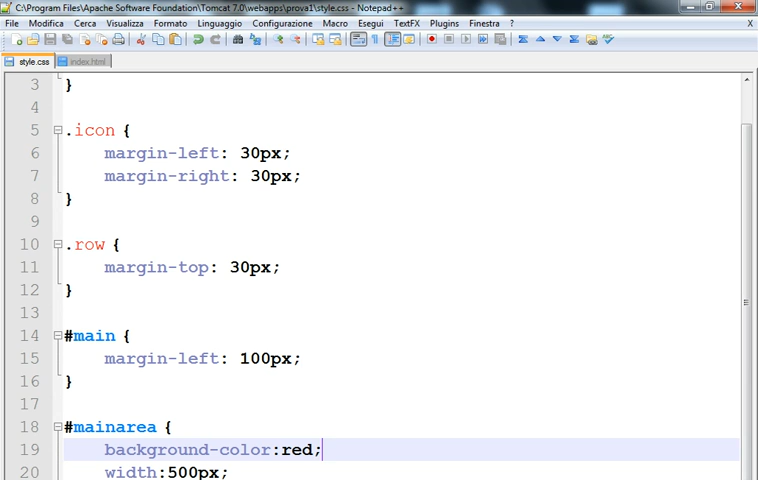 C:\Program Files\Apache Software Foundation\Tomcat 7.0\webapps\prova1\style.css - Notepad++
File Modifica Cerca Visualizza Formato Linguaggio Configurazione Macro Esegui TextFX Plugins Finestra ? X
style.css index.html
3 }
4
5 .icon {
6 margin-left: 30px;
7 margin-right: 30px;
8 }
9
10 .row {
11 margin-top: 30px;
12 }
13
14 #main {
15 margin-left: 100px;
16 }
17
18 #mainarea {
19 background-color:red;
20 width:500px;